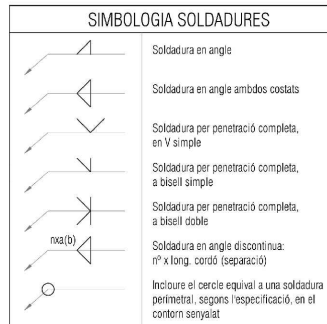 SIMBOLOGIA SOLDADURES
Soldadura en angle
Soldadura en angle ambdos costats
Soldadura per penetració completa,
en V simple
Soldadura per penetració completa,
a bisell simple
Soldadura per penetració completa,
a bisell doble
nxa(b)
Soldadura en angle discontinua:
nº x long. cordó (separació)
Incloure el cercle equival a una soldadura
perimetral, segons l'especificació, en el
contorn senyalat